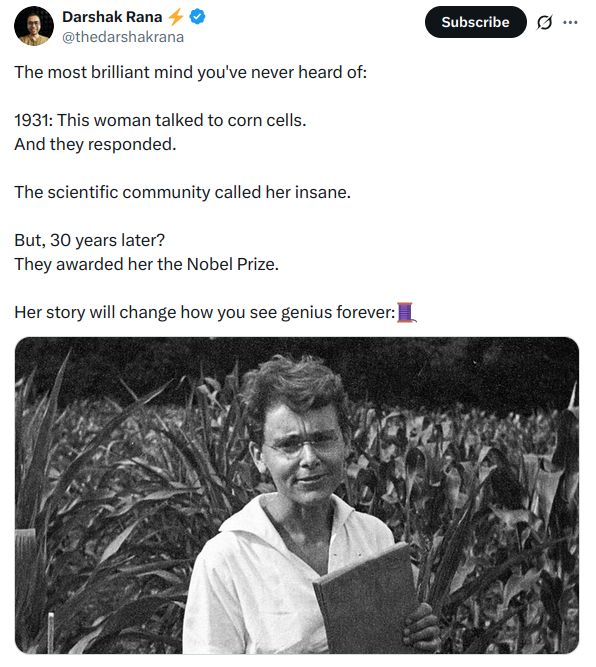 Darshak Rana ⚡
@thedarshakrana
Subscribe
The most brilliant mind you've never heard of:
1931: This woman talked to corn cells.
And they responded.
The scientific community called her insane.
But, 30 years later?
They awarded her the Nobel Prize.
Her story will change how you see genius forever:🧵